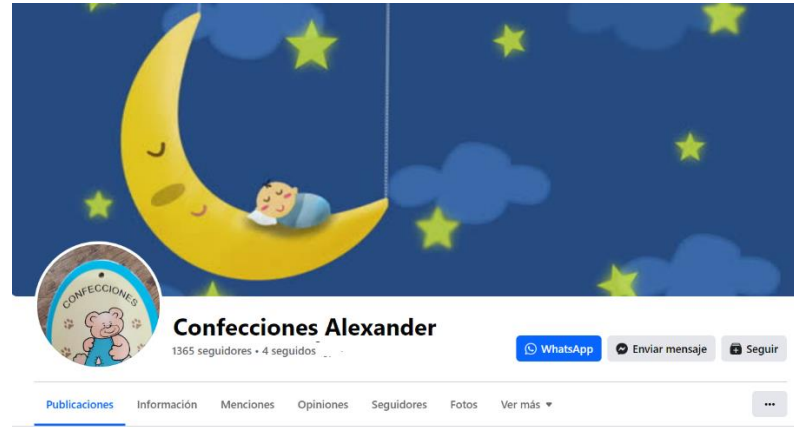 CONFECCIONES
Confecciones Alexander
1365 seguidores • 4 seguidos
WhatsApp
Enviar mensaje
Seguir
Publicaciones
Información
Menciones
Opiniones
Seguidores
Fotos
Ver más